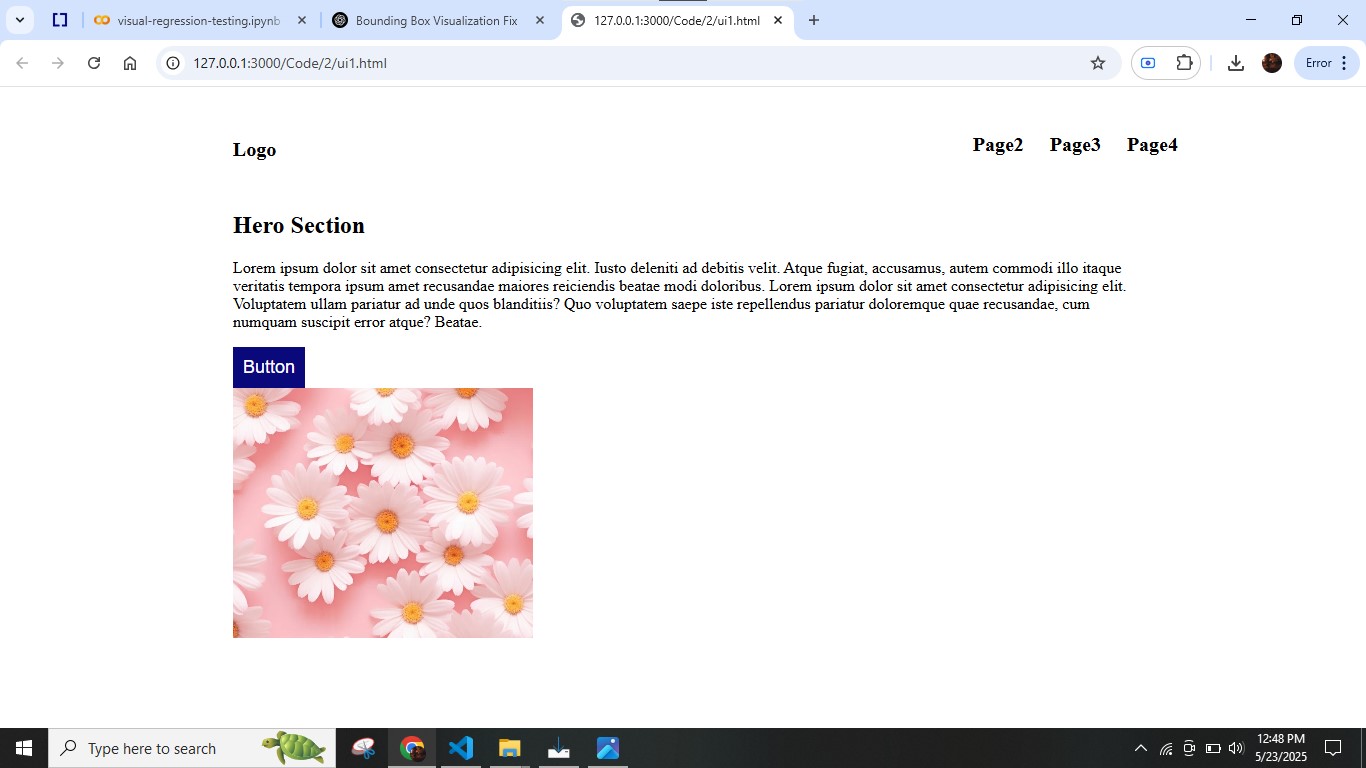 visual-regression-testing.ipynb
Bounding Box Visualization Fix
127.0.0.1:3000/Code/2/ui1.html
127.0.0.1:3000/Code/2/ui1.html
Error
Logo
Page2 Page3 Page4
Hero Section
Lorem ipsum dolor sit amet consectetur adipisicing elit. Iusto deleniti ad debitis velit. Atque fugiat, accusamus, autem commodi illo itaque
veritatis tempora ipsum amet recusandae maiores reiciendis beatae modi doloribus. Lorem ipsum dolor sit amet consectetur adipisicing elit.
Voluptatem ullam pariatur ad unde quos blanditiis? Quo voluptatem saepe iste repellendus pariatur doloremque quae recusandae, cum
numquam suscipit error atque? Beatae.
Button
Type here to search
12:48 PM
5/23/2025